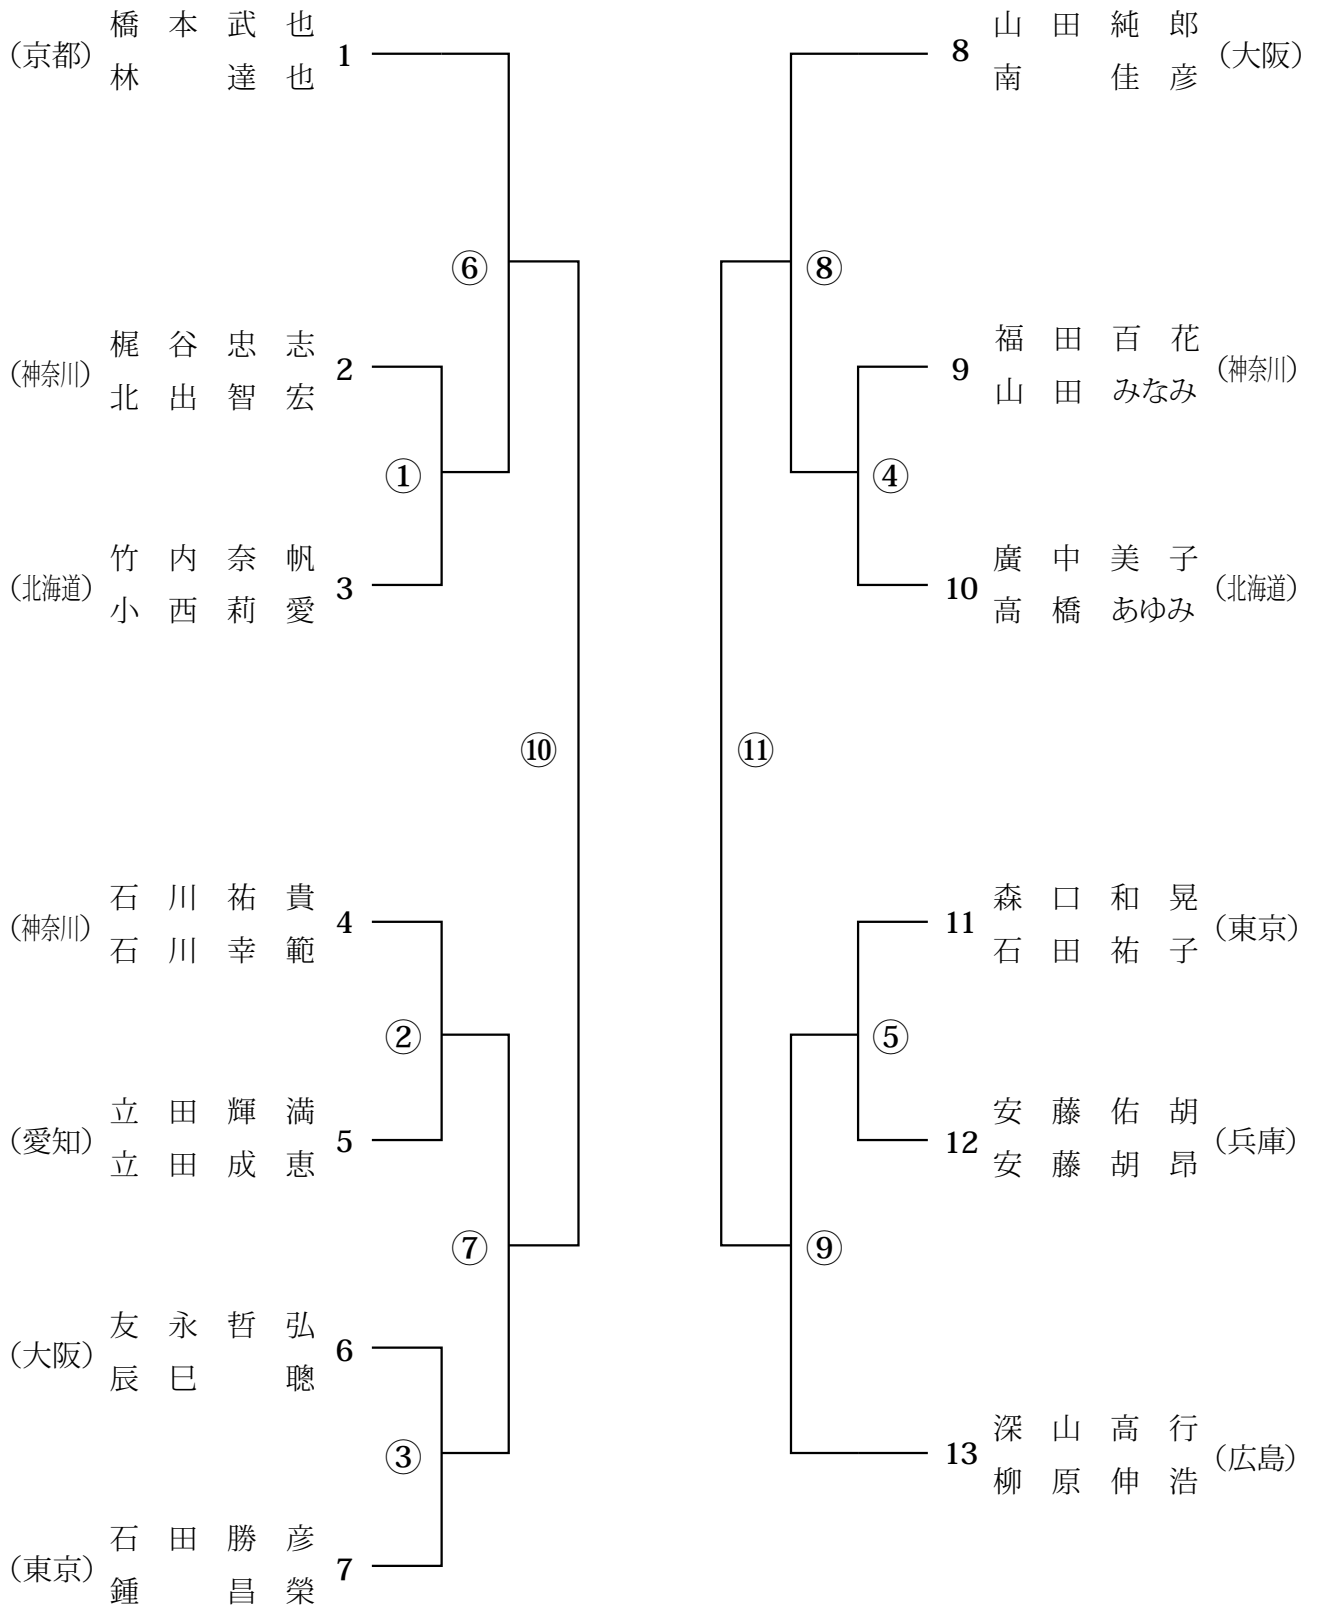 橋本武也
(京都) 1
林達也
⑥
梶谷忠志
(神奈川) 2
北出智宏
①
竹内奈帆
(北海道) 3
小西莉愛
⑩
石川祐貴
(神奈川) 4
石川幸範
②
立田輝満
(愛知) 5
立田成恵
⑦
友永哲弘
(大阪) 6
辰巳聰
③
石田勝彦
(東京) 7
鍾昌榮
山田純郎
8 (大阪)
南佳彦
⑧
福田百花
9 (神奈川)
山田みなみ
④
廣中美子
10 (北海道)
高橋あゆみ
⑪
森口和晃
11 (東京)
石田祐子
⑤
安藤佑胡
12 (兵庫)
安藤胡昂
⑨
深山高行
13 (広島)
柳原伸浩